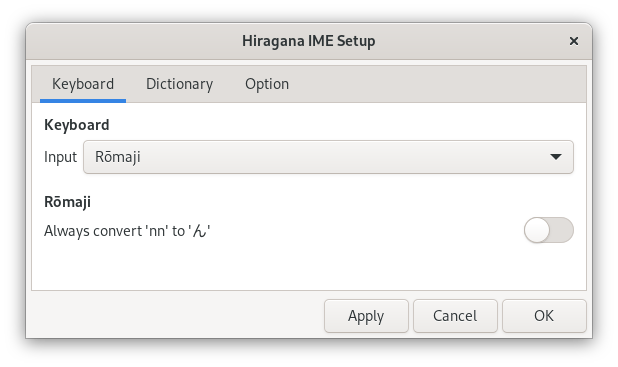 Hiragana IME Setup ×
Keyboard Dictionary Option
Keyboard
Input Rōmaji
Rōmaji
Always convert 'nn' to 'ん'
Apply Cancel OK